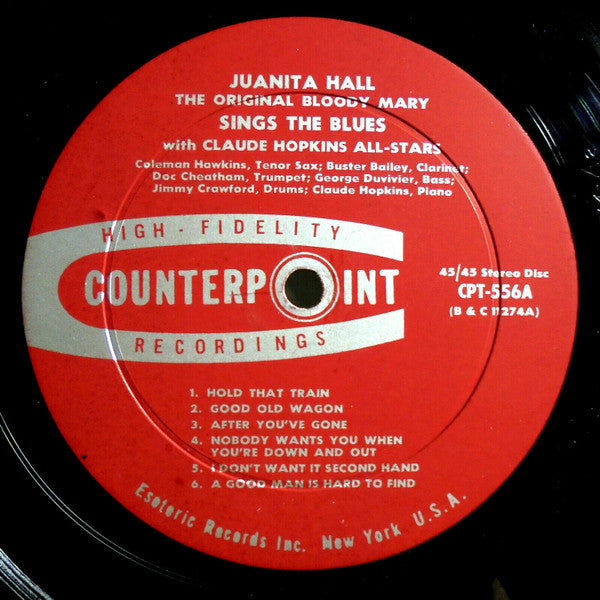 JUANITA HALL
THE ORIGINAL BLOODY MARY
SINGS THE BLUES
with CLAUDE HOPKINS ALL-STARS
Coleman Hawkins, Tenor Sax; Buster Bailey, Clarinet;
Doc Cheatham, Trumpet; George Duvivier, Bass;
Jimmy Crawford, Drums; Claude Hopkins, Piano
HIGH - FIDELITY
COUNTERPOINT
RECORDINGS
45/45 Stereo Disc
CPT-556A
(B & C 11274A)
1. HOLD THAT TRAIN
2. GOOD OLD WAGON
3. AFTER YOU'VE GONE
4. NOBODY WANTS YOU WHEN
YOU'RE DOWN AND OUT
5. I DON'T WANT IT SECOND HAND
6. A GOOD MAN IS HARD TO FIND
Esoteric Records Inc. New York U.S.A.